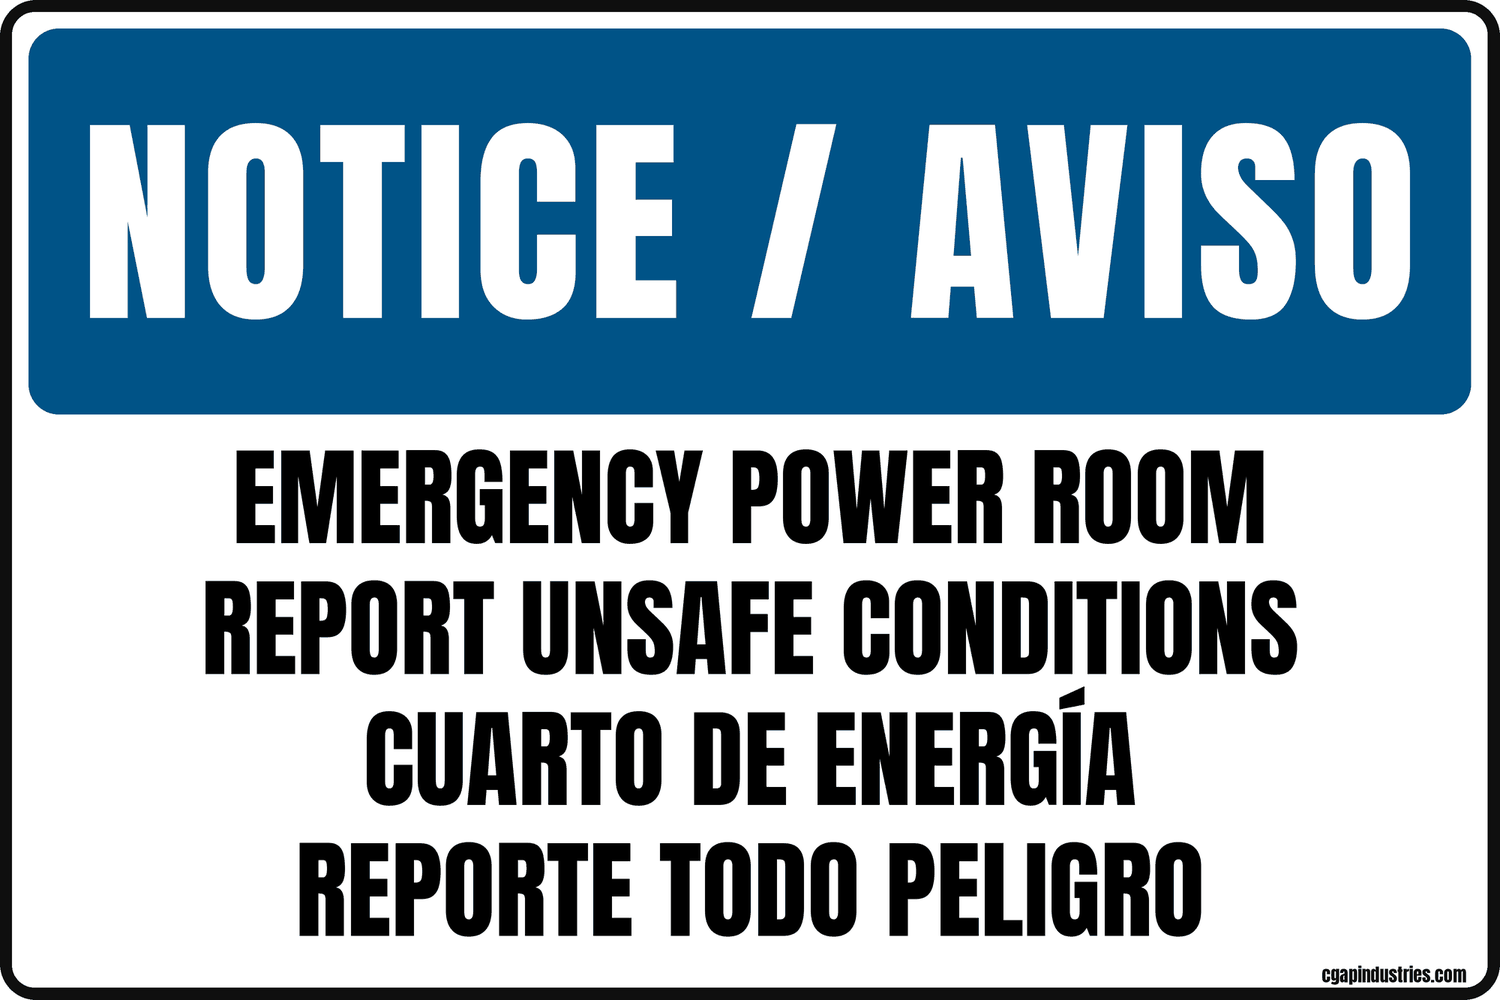 NOTICE / AVISO
EMERGENCY POWER ROOM
REPORT UNSAFE CONDITIONS
CUARTO DE ENERGÍA
REPORTE TODO PELIGRO
cgapindustries.com